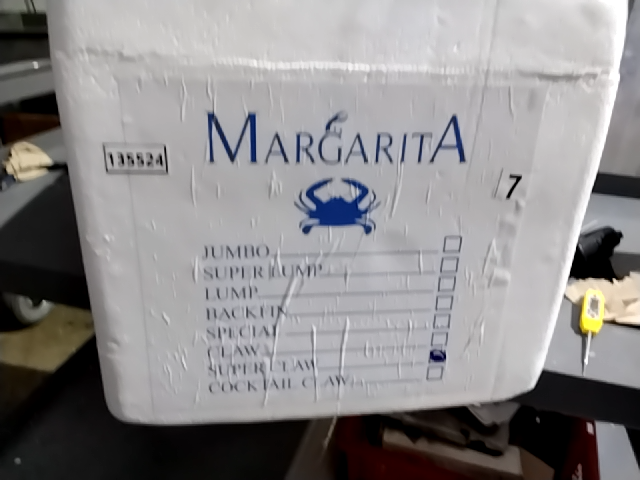 MARGARITA
135524
7
JUMBO
SUPER LUMP
LUMP
BACKFIN
SPECIAL
CLAW
SUPER CLAW
COCKTAIL CLAW